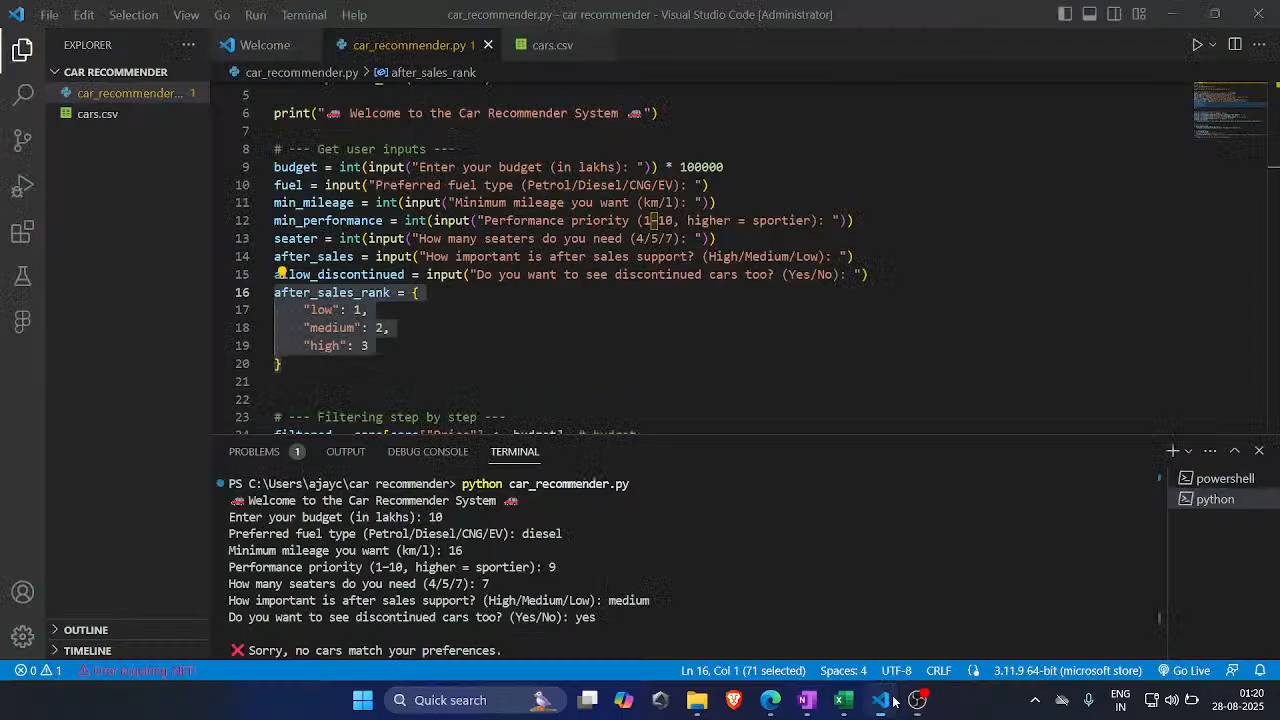 File Edit Selection View Go Run Terminal Help car_recommender.py - car recommender - Visual Studio Code [Administrator]
EXPLORER
Welcome car_recommender.py 1 cars.csv
CAR RECOMMENDER
car_recommender.py > after_sales_rank
car_recommender... 1
cars.csv
5
6 print("🚗 Welcome to the Car Recommender System 🚗")
7
8 # --- Get user inputs ---
9 budget = int(input("Enter your budget (in lakhs): ")) * 100000
10 fuel = input("Preferred fuel type (Petrol/Diesel/CNG/EV): ")
11 min_mileage = int(input("Minimum mileage you want (km/l): "))
12 min_performance = int(input("Performance priority (1–10, higher = sportier): "))
13 seater = int(input("How many seaters do you need (4/5/7): "))
14 after_sales = input("How important is after sales support? (High/Medium/Low): ")
15 allow_discontinued = input("Do you want to see discontinued cars too? (Yes/No): ")
16 after_sales_rank = {
17 "low": 1,
18 "medium": 2,
19 "high": 3
20 }
21
22
23 # --- Filtering step by step ---
PROBLEMS 1 OUTPUT DEBUG CONSOLE TERMINAL
PS C:\Users\ajayc\car recommender> python car_recommender.py
🚗 Welcome to the Car Recommender System 🚗
Enter your budget (in lakhs): 10
Preferred fuel type (Petrol/Diesel/CNG/EV): diesel
Minimum mileage you want (km/l): 16
Performance priority (1–10, higher = sportier): 9
How many seaters do you need (4/5/7): 7
How important is after sales support? (High/Medium/Low): medium
Do you want to see discontinued cars too? (Yes/No): yes
❌ Sorry, no cars match your preferences.
powershell
python
OUTLINE
TIMELINE
0 1 Error acquiring .NET! Ln 16, Col 1 (71 selected) Spaces: 4 UTF-8 CRLF 3.11.9 64-bit (microsoft store) Go Live
Quick search ENG IN 01:20 28-08-2025